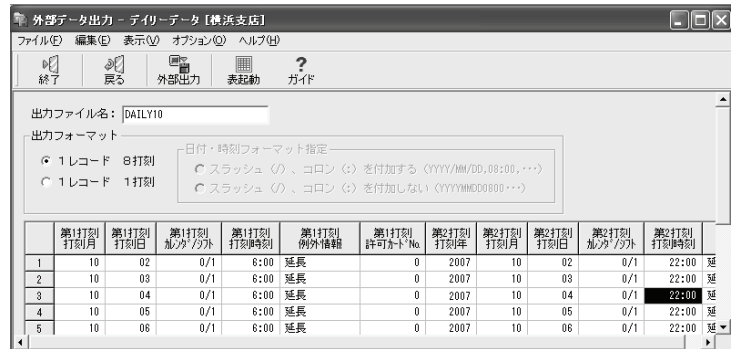 外部データ出力 － デイリーデータ [横浜支店]
ファイル(F) 編集(E) 表示(V) オプション(O) ヘルプ(H)
終了 戻る 外部出力 表起動 ガイド
出力ファイル名： DAILY10
出力フォーマット
日付・時刻フォーマット指定
１レコード ８打刻
スラッシュ（/）、コロン（:）を付加する（YYYY/MM/DD,08:00,･･･）
１レコード １打刻
スラッシュ（/）、コロン（:）を付加しない（YYYYMMDD0800･･･）
第1打刻 打刻月 第1打刻 打刻日 第1打刻 ｶﾚﾝﾀﾞ/ｼﾌﾄ 第1打刻 打刻時刻 第1打刻 例外情報 第1打刻 許可ｶｰﾄﾞNo. 第2打刻 打刻年 第2打刻 打刻月 第2打刻 打刻日 第2打刻 ｶﾚﾝﾀﾞ/ｼﾌﾄ 第2打刻 打刻時刻
1 10 02 0/1 6:00 延長 0 2007 10 02 0/1 22:00 延
2 10 03 0/1 6:00 延長 0 2007 10 03 0/1 22:00 延
3 10 04 0/1 6:00 延長 0 2007 10 04 0/1 22:00 延
4 10 05 0/1 6:00 延長 0 2007 10 05 0/1 22:00 延
5 10 06 0/1 6:00 延長 0 2007 10 06 0/1 22:00 延